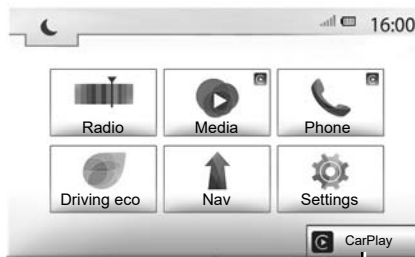 16:00
Radio
Media
Phone
Driving eco
Nav
Settings
CarPlay